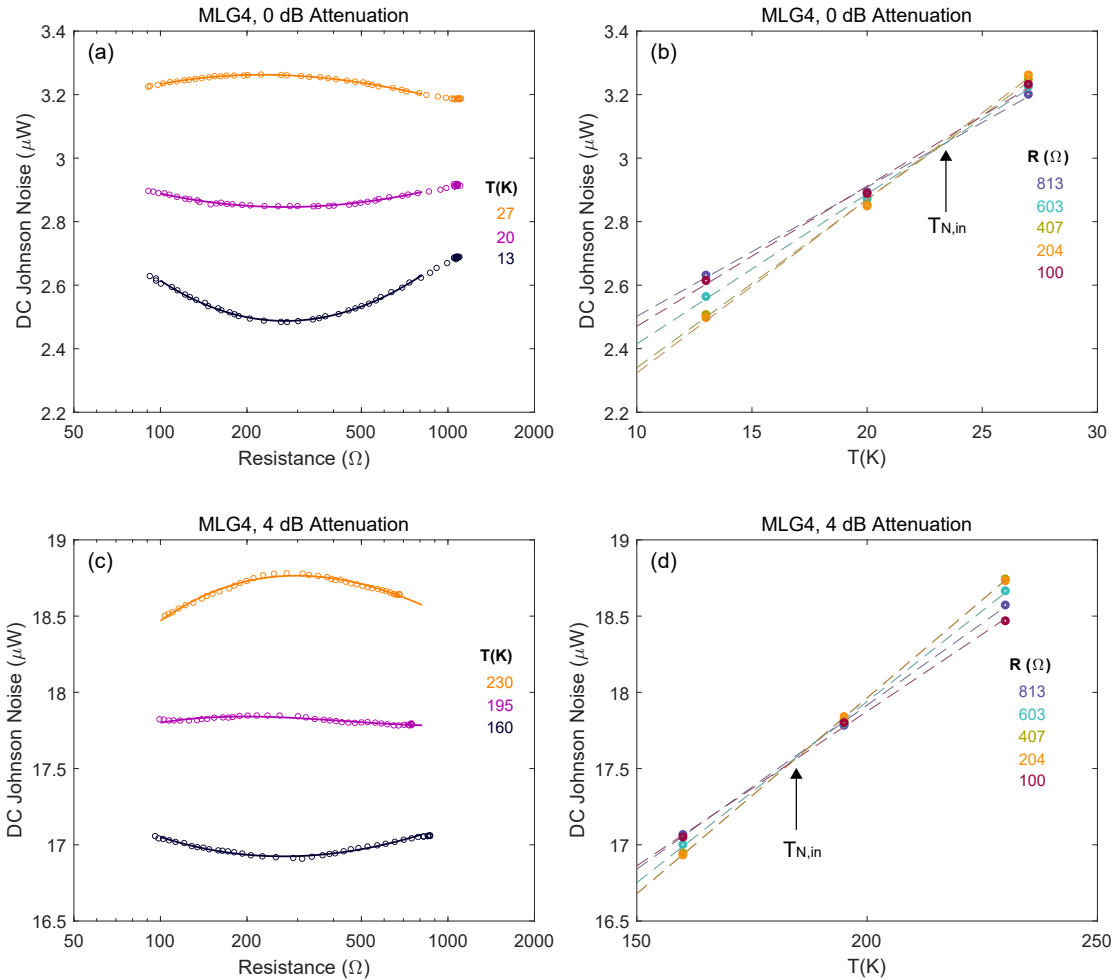 MLG4, 0 dB Attenuation
(a)
DC Johnson Noise (μW)
3.4
3.2
3
2.8
2.6
2.4
2.2
T(K)
27
20
13
50 100 200 500 1000 2000
Resistance (Ω)
MLG4, 0 dB Attenuation
(b)
DC Johnson Noise (μW)
3.4
3.2
3
2.8
2.6
2.4
2.2
T_N,in
R (Ω)
813
603
407
204
100
10 15 20 25 30
T(K)
MLG4, 4 dB Attenuation
(c)
DC Johnson Noise (μW)
19
18.5
18
17.5
17
16.5
T(K)
230
195
160
50 100 200 500 1000 2000
Resistance (Ω)
MLG4, 4 dB Attenuation
(d)
DC Johnson Noise (μW)
19
18.5
18
17.5
17
16.5
T_N,in
R (Ω)
813
603
407
204
100
150 200 250
T(K)